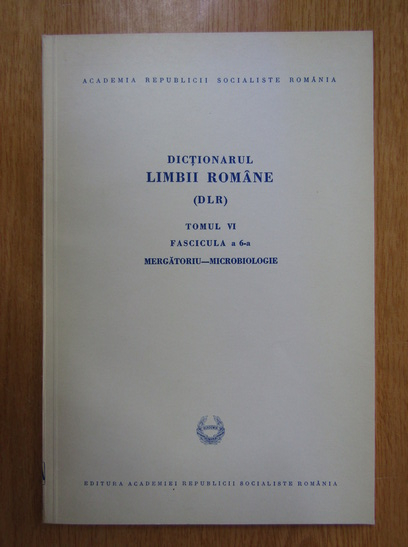 ACADEMIA REPUBLICII SOCIALISTE ROMÂNIA
DICȚIONARUL
LIMBII ROMÂNE
(DLR)
TOMUL VI
FASCICULA a 6-a
MERGĂTORIU—MICROBIOLOGIE
EDITURA ACADEMIEI REPUBLICII SOCIALISTE ROMÂNIA